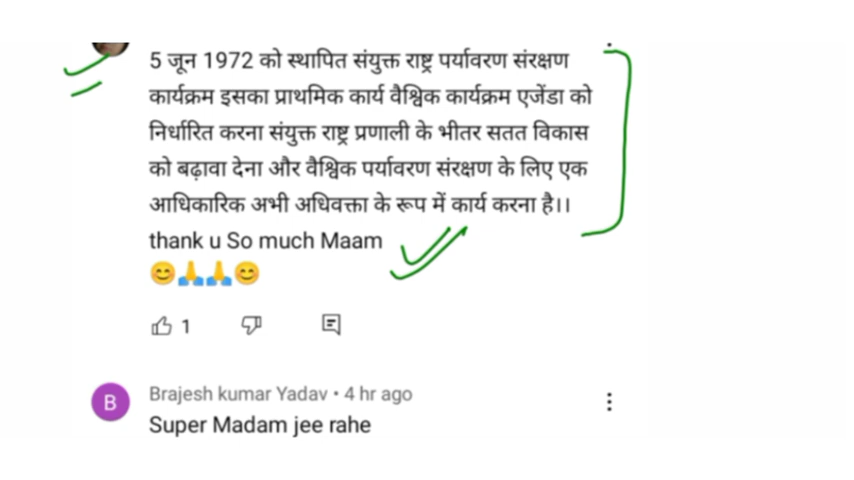 5 जून 1972 को स्थापित संयुक्त राष्ट्र पर्यावरण संरक्षण
कार्यक्रम इसका प्राथमिक कार्य वैश्विक कार्यक्रम एजेंडा को
निर्धारित करना संयुक्त राष्ट्र प्रणाली के भीतर सतत विकास
को बढ़ावा देना और वैश्विक पर्यावरण संरक्षण के लिए एक
आधिकारिक अभी अधिवक्ता के रूप में कार्य करना है।।
thank u So much Maam
😊🙏🙏😊
1
B
Brajesh kumar Yadav • 4 hr ago
Super Madam jee rahe